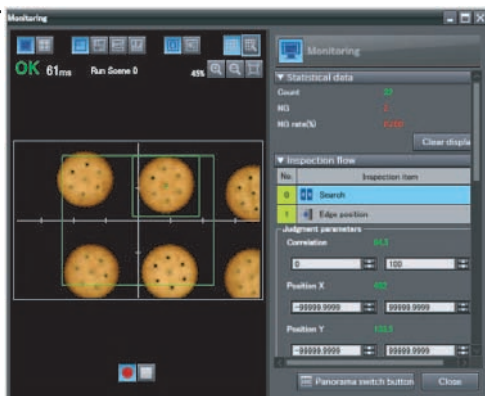 Monitoring
Monitoring
OK 61ms Run Scene 0 45%
Statistical data
Count
NG
NG rate(%)
Clear displa
Inspection flow
No. Inspection item
0 Search
1 Edge position
Judgment parameters
Correlation
0 100
Position X
-99999.9999 99999.9999
Position Y
-99999.9999 99999.9999
Panorama switch button Close